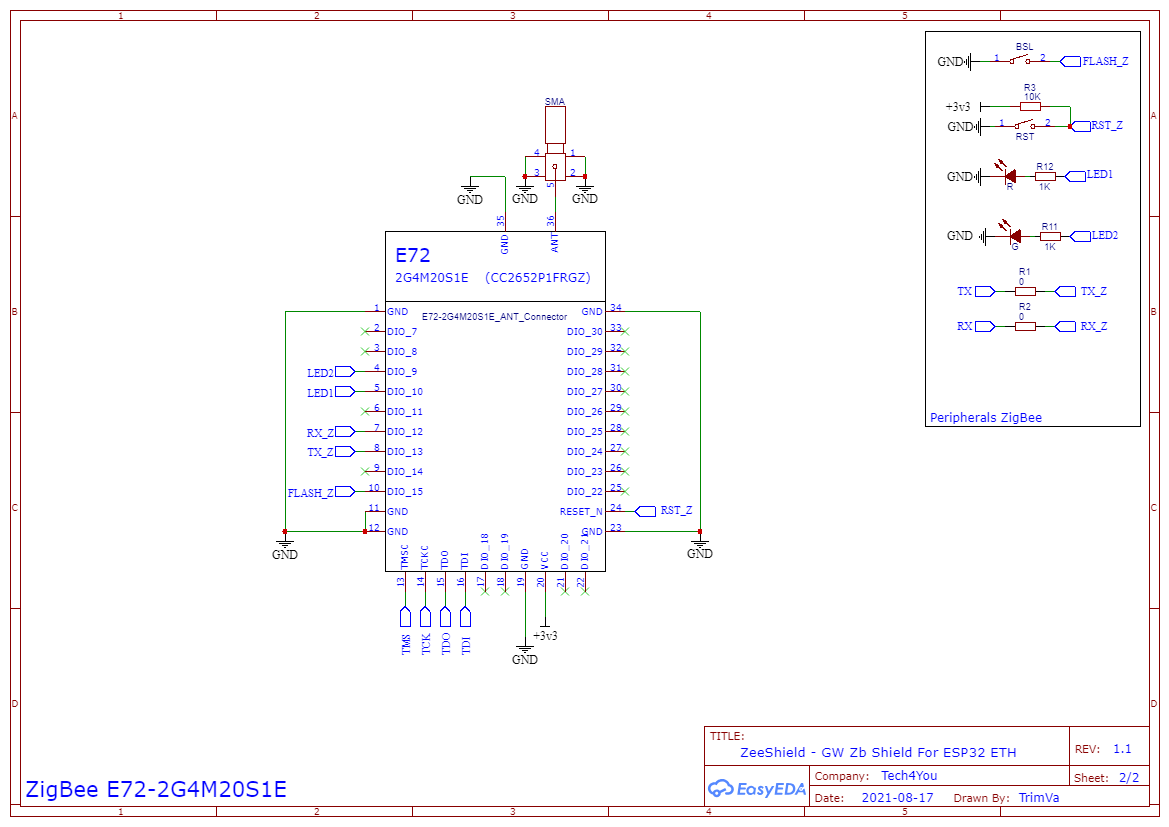 1 2 3 4 5
A A
B B
C C
D D
BSL
GND 1 2 FLASH_Z
R3
10K
+3v3
GND 1 2 RST_Z
RST
R12
GND LED1
R 1K
R11
GND LED2
G 1K
R1
0
TX TX_Z
R2
0
RX RX_Z
Peripherals ZigBee
SMA
4 1
3 2
5
GND GND GND
35 36
GND ANT
E72
2G4M20S1E (CC2652P1FRGZ)
E72-2G4M20S1E_ANT_Connector
1 GND GND 34
2 DIO_7 DIO_30 33
3 DIO_8 DIO_29 32
LED2 4 DIO_9 DIO_28 31
LED1 5 DIO_10 DIO_27 30
6 DIO_11 DIO_26 29
RX_Z 7 DIO_12 DIO_25 28
TX_Z 8 DIO_13 DIO_24 27
9 DIO_14 DIO_23 26
FLASH_Z 10 DIO_15 DIO_22 25
11 GND RESET_N 24 RST_Z
12 GND GND 23
GND GND
TMSC TCKC TDO TDI DIO_18 DIO_19 GND VCC DIO_20 DIO_21
13 14 15 16 17 18 19 20 21 22
TMS TCK TDO TDI
+3v3
GND
ZigBee E72-2G4M20S1E
TITLE:
ZeeShield - GW Zb Shield For ESP32 ETH
REV: 1.1
EasyEDA
Company: Tech4You
Sheet: 2/2
Date: 2021-08-17 Drawn By: TrimVa
1 2 3 4 5